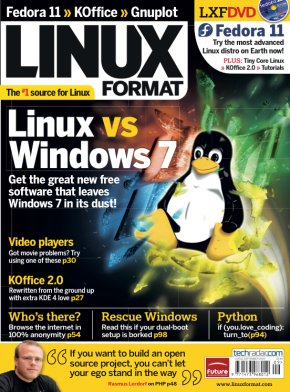 Fedora 11 » KOffice » Gnuplot
LXFDVD
LINUX
FORMAT
The #1 source for Linux
Fedora 11
Try the most advanced
Linux distro on Earth now!
PLUS: Tiny Core Linux
» KOffice 2.0 » Tutorials
Linux vs
Windows 7
Get the great new free
software that leaves
Windows 7 in its dust!
Video players
Got movie problems? Try
using one of these p30
KOffice 2.0
Rewritten from the ground up
with extra KDE 4 love p27
Who's there?
Browse the internet in
100% anonymity p54
Rescue Windows
Read this if your dual-boot
setup is borked p98
Python
if (you.love_coding):
turn_to(p94)
If you want to build an open
source project, you can't let
your ego stand in the way
Rasmus Lerdorf on PHP p48
techradar.com
Future
www.linuxformat.com